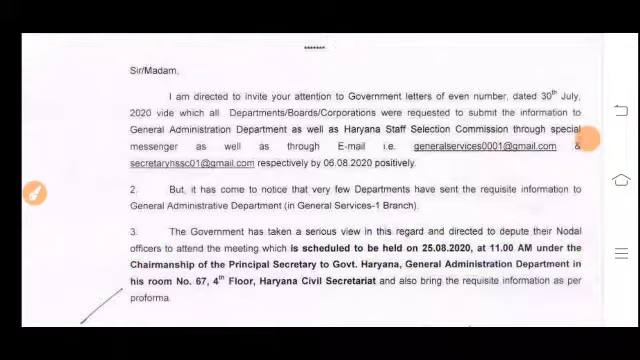 *******
Sir/Madam,
I am directed to invite your attention to Government letters of even number, dated 30th July,
2020 vide which all Departments/Boards/Corporations were requested to submit the information to
General Administration Department as well as Haryana Staff Selection Commission through special
messenger as well as through E-mail i.e. generalservices0001@gmail.com &
secretaryhssc01@gmail.com respectively by 06.08.2020 positively.
2. But, it has come to notice that very few Departments have sent the requisite information to
General Administrative Department (in General Services-1 Branch).
3. The Government has taken a serious view in this regard and directed to depute their Nodal
officers to attend the meeting which is scheduled to be held on 25.08.2020, at 11.00 AM under the
Chairmanship of the Principal Secretary to Govt. Haryana, General Administration Department in
his room No. 67, 4th Floor, Haryana Civil Secretariat and also bring the requisite information as per
proforma.